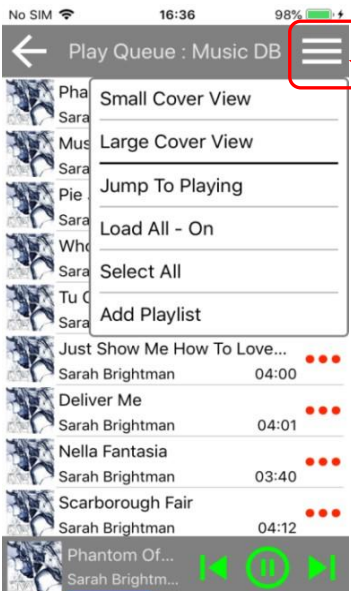 No SIM 16:36 98%
Play Queue : Music DB
Small Cover View
Large Cover View
Jump To Playing
Load All - On
Select All
Add Playlist
Pha
Sara
Mus
Sara
Pie
Sara
Who
Sara
Tu
Sara
Just Show Me How To Love...
Sarah Brightman 04:00
Deliver Me
Sarah Brightman 04:01
Nella Fantasia
Sarah Brightman 03:40
Scarborough Fair
Sarah Brightman 04:12
Phantom Of...
Sarah Brightm...